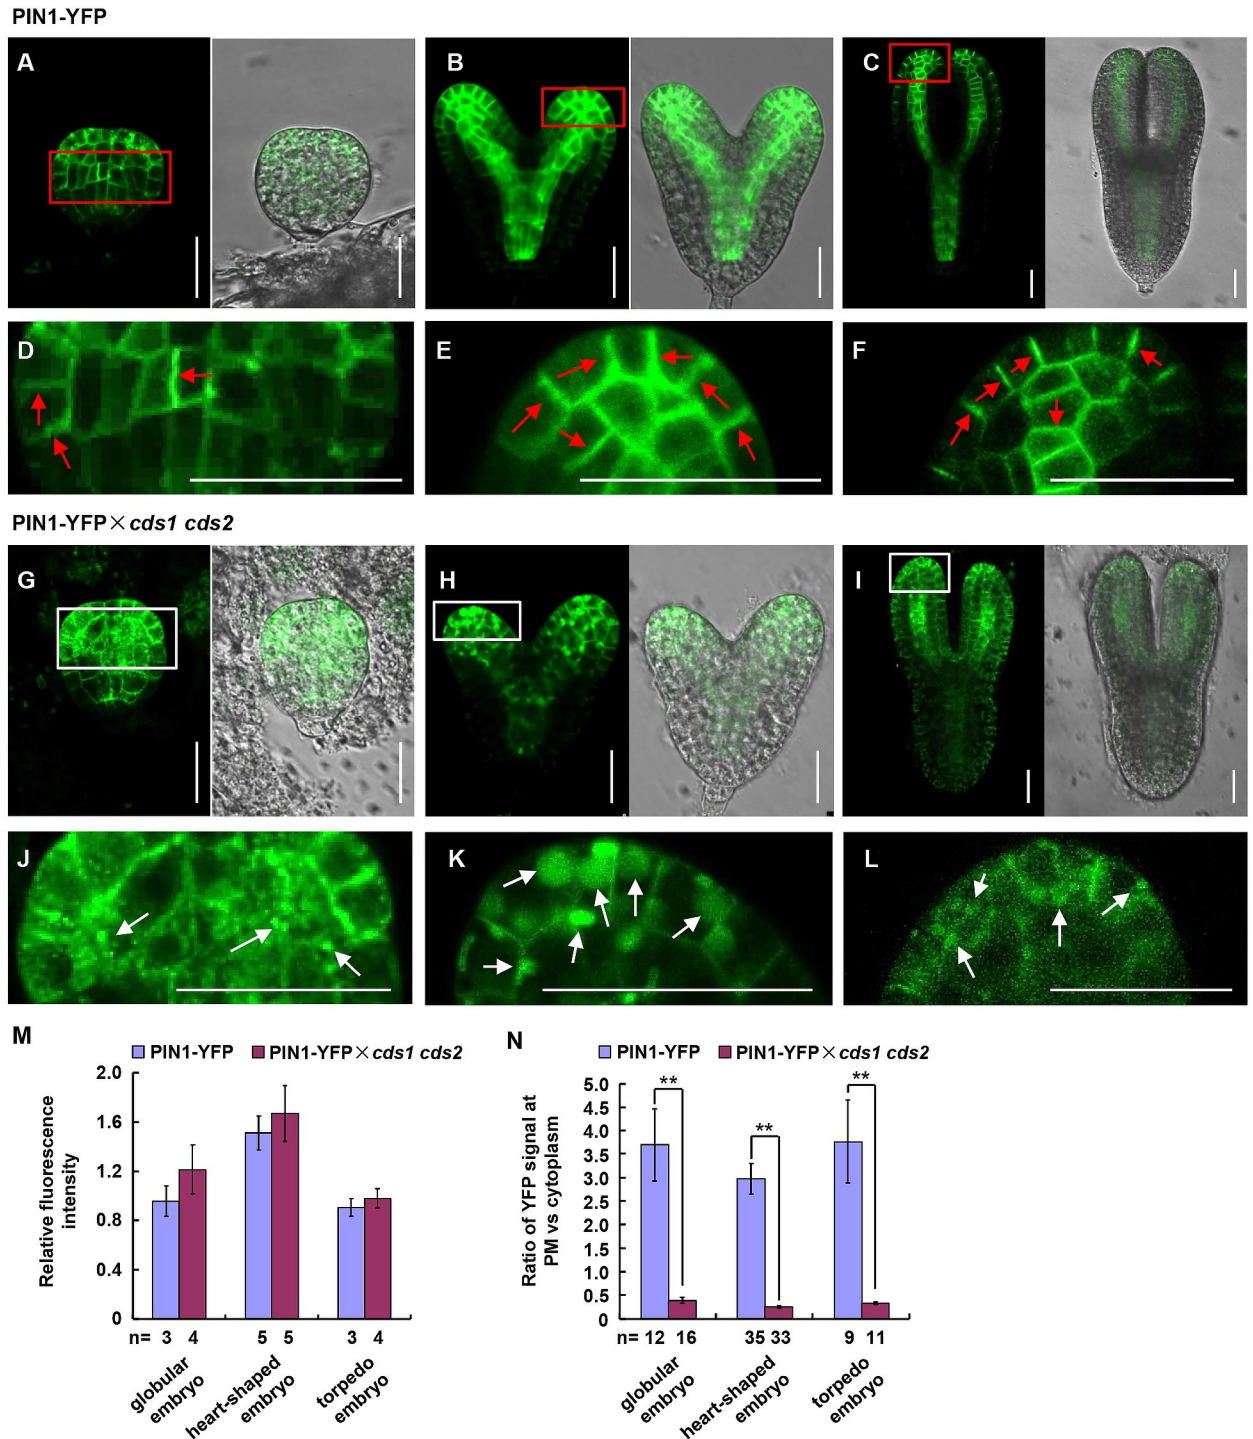 PIN1-YFP
A
B
C
D
E
F
PIN1-YFP×cds1 cds2
G
H
I
J
K
L
M
PIN1-YFP PIN1-YFP×cds1 cds2
Relative fluorescence
intensity
2.0
1.6
1.2
0.8
0.4
0
n= 3 4 5 5 3 4
globular
embryo
heart-shaped
embryo
torpedo
embryo
N
PIN1-YFP PIN1-YFP×cds1 cds2
Ratio of YFP signal at
PM vs cytoplasm
5.0
4.5
4.0
3.5
3.0
2.5
2.0
1.5
1.0
0.5
0
**
**
**
n= 12 16 35 33 9 11
globular
embryo
heart-shaped
embryo
torpedo
embryo